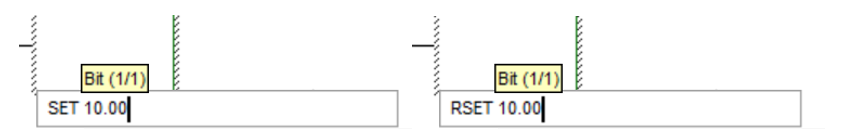 Bit (1/1)
SET 10.00
Bit (1/1)
RSET 10.00